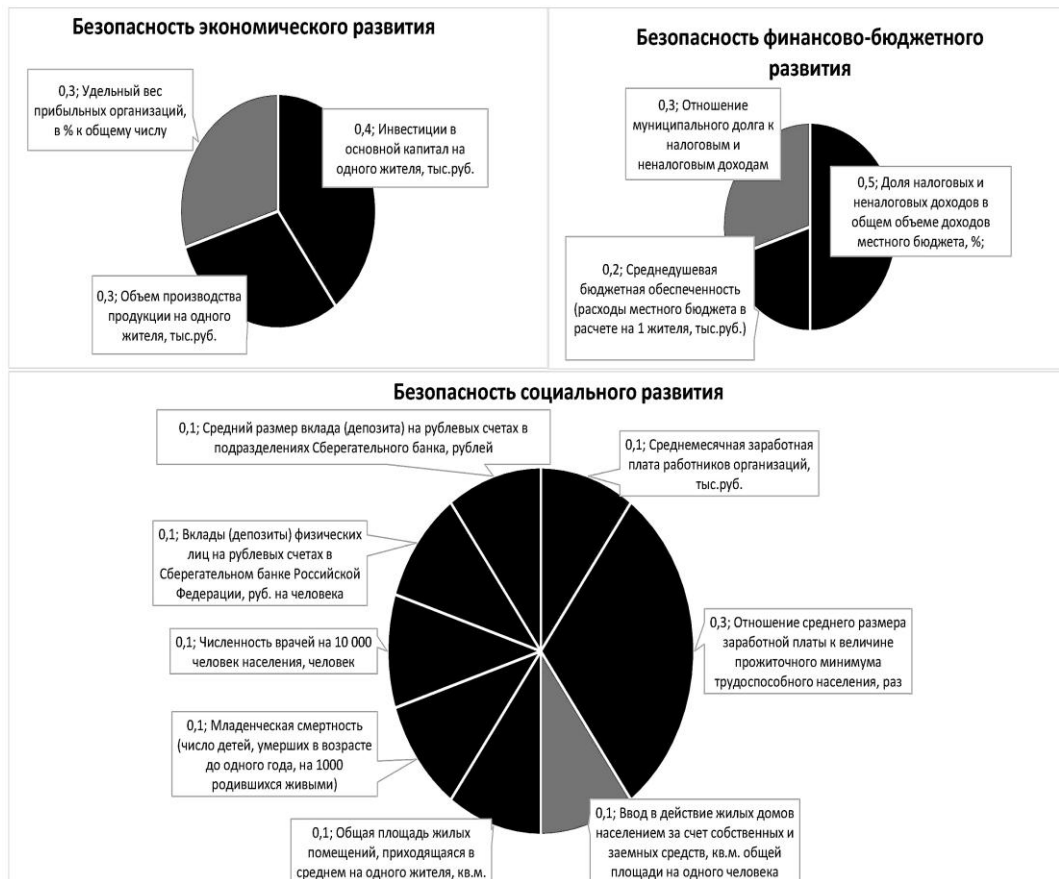 Безопасность экономического развития
0,3; Удельный вес
прибыльных организаций,
в % к общему числу
0,4; Инвестиции в
основной капитал на
одного жителя, тыс.руб.
0,3; Объем производства
продукции на одного
жителя, тыс.руб.
Безопасность финансово-бюджетного
развития
0,3; Отношение
муниципального долга к
налоговым и
неналоговым доходам
0,5; Доля налоговых и
неналоговых доходов в
общем объеме доходов
местного бюджета, %;
0,2; Среднедушевая
бюджетная обеспеченность
(расходы местного бюджета в
расчете на 1 жителя, тыс.руб.)
Безопасность социального развития
0,1; Средний размер вклада (депозита) на рублевых счетах в
подразделениях Сберегательного банка, рублей
0,1; Среднемесячная заработная
плата работников организаций,
тыс.руб.
0,1; Вклады (депозиты) физических
лиц на рублевых счетах в
Сберегательном банке Российской
Федерации, руб. на человека
0,3; Отношение среднего размера
заработной платы к величине
прожиточного минимума
трудоспособного населения, раз
0,1; Численность врачей на 10 000
человек населения, человек
0,1; Младенческая смертность
(число детей, умерших в возрасте
до одного года, на 1000
родившихся живыми)
0,1; Общая площадь жилых
помещений, приходящаяся в
среднем на одного жителя, кв.м.
0,1; Ввод в действие жилых домов
населением за счет собственных и
заемных средств, кв.м. общей
площади на одного человека